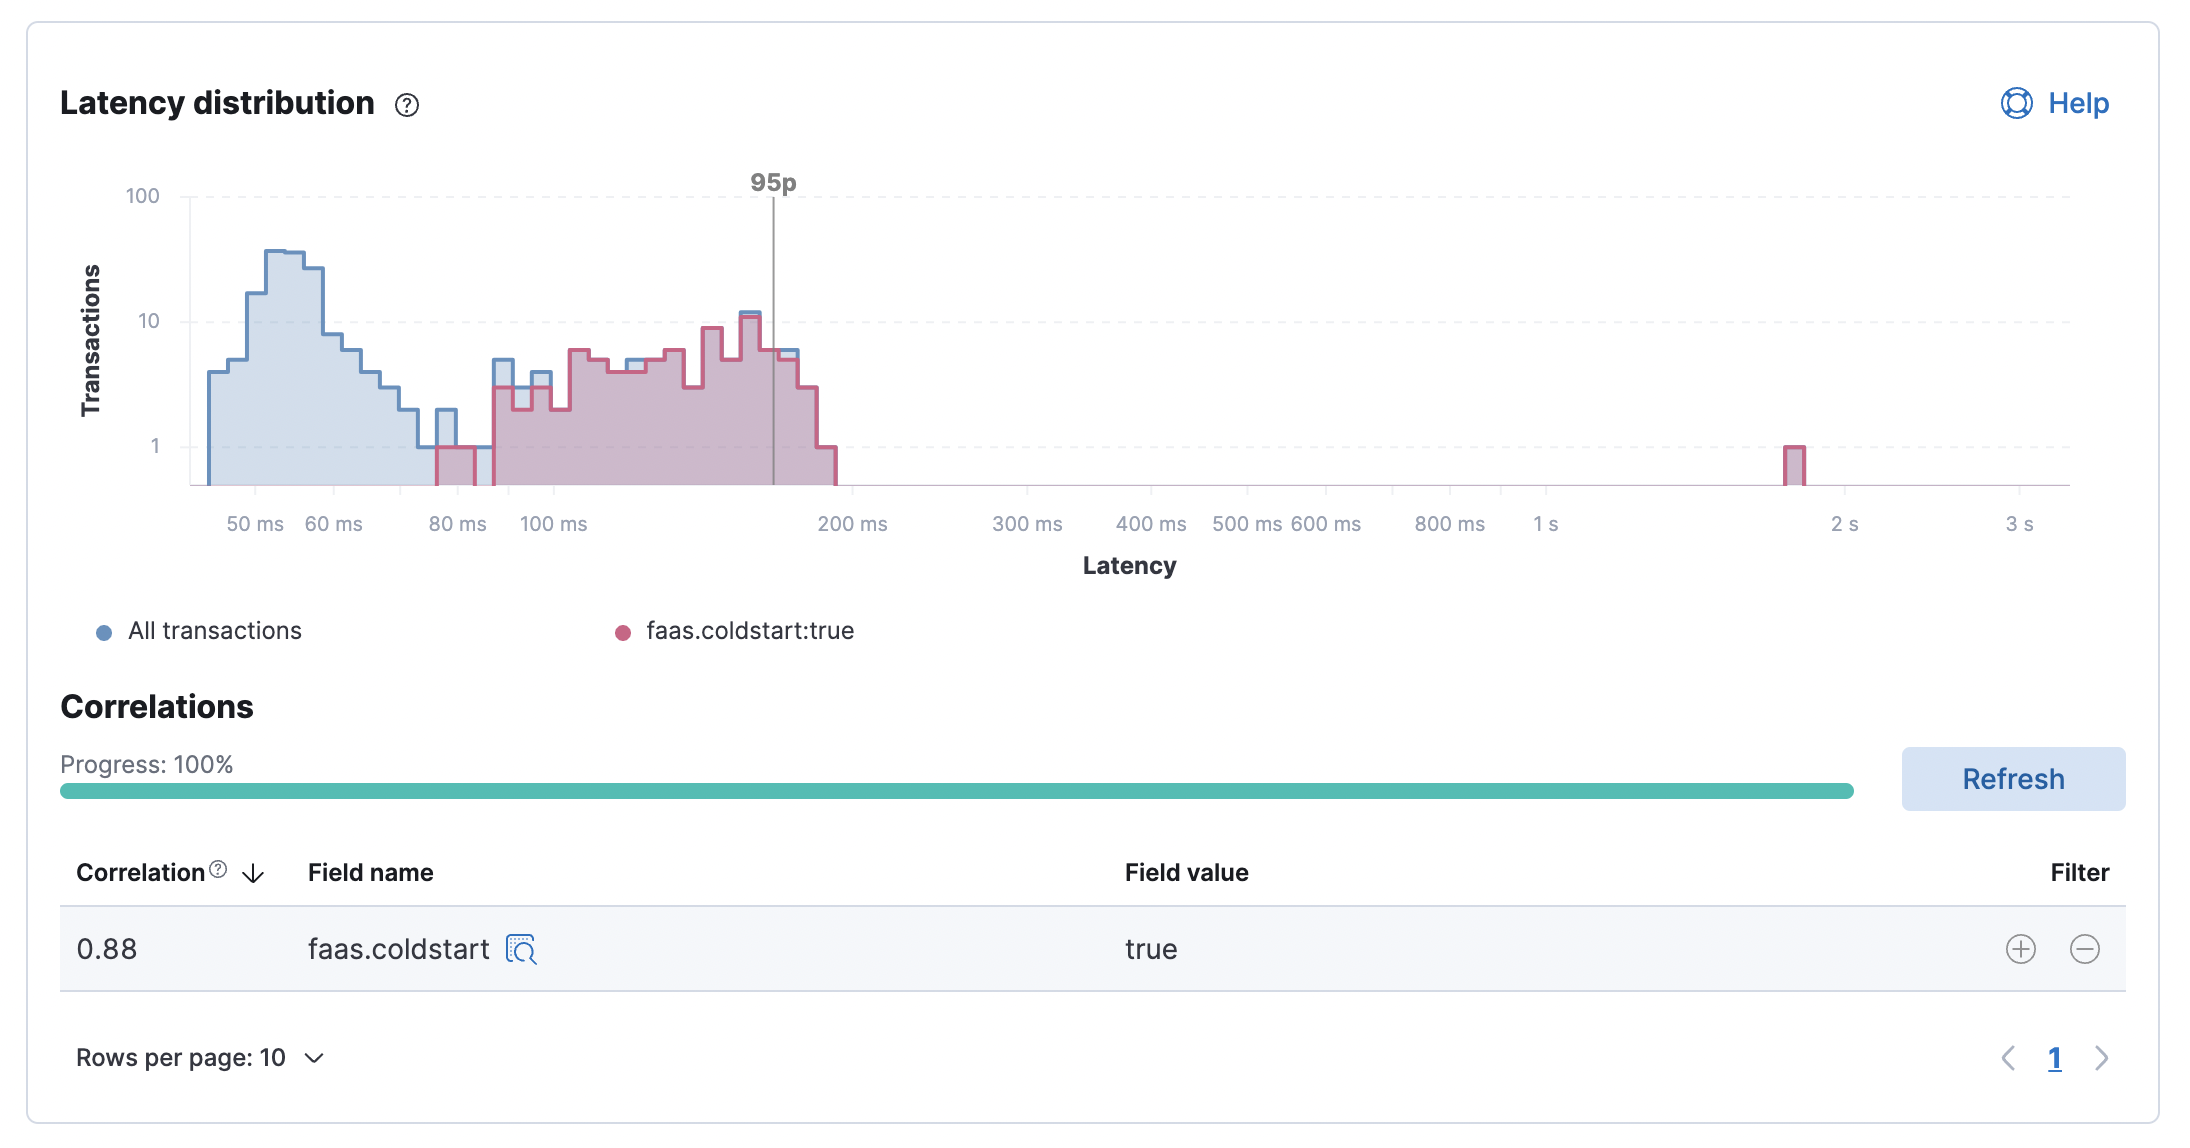 Latency distribution
Help
95p
100
10
1
Transactions
50 ms 60 ms 80 ms 100 ms 200 ms 300 ms 400 ms 500 ms 600 ms 800 ms 1 s 2 s 3 s
Latency
All transactions faas.coldstart:true
Correlations
Progress: 100%
Refresh
Correlation Field name Field value Filter
0.88 faas.coldstart true
Rows per page: 10 1